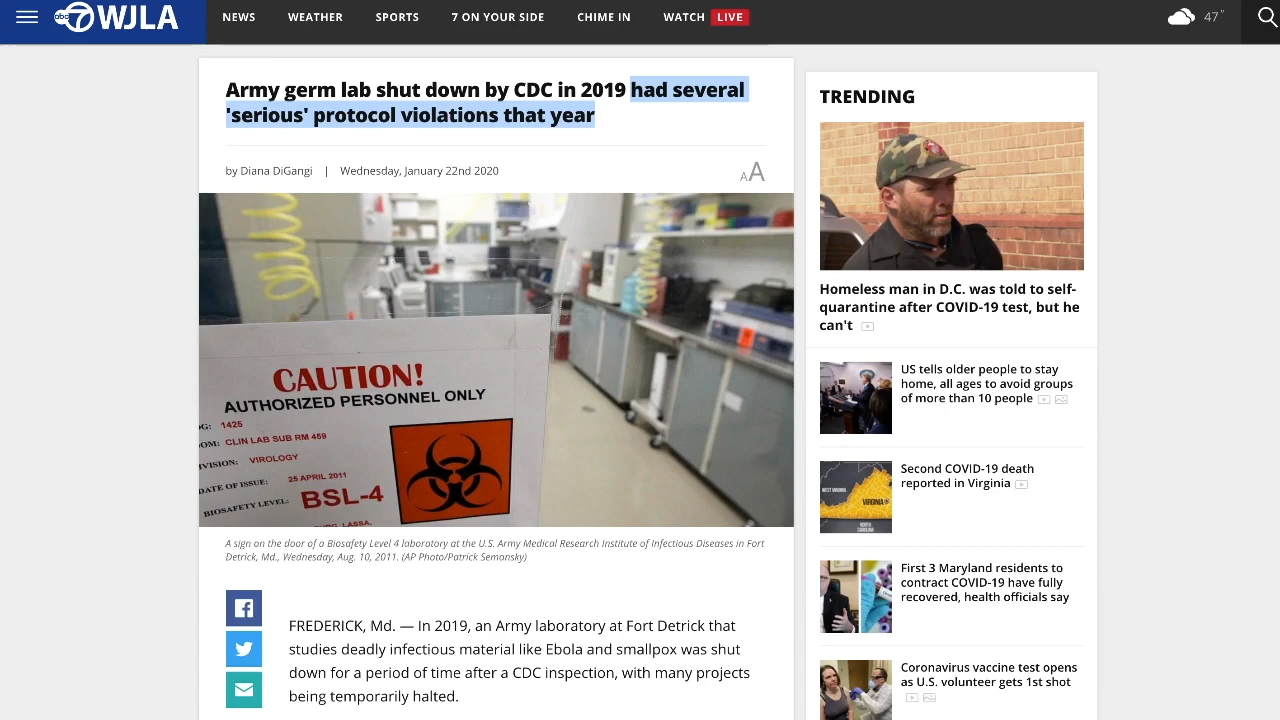 abc 7 WJLA
NEWS
WEATHER
SPORTS
7 ON YOUR SIDE
CHIME IN
WATCH LIVE
47°
Army germ lab shut down by CDC in 2019 had several
'serious' protocol violations that year
by Diana DiGangi | Wednesday, January 22nd 2020
AA
CAUTION!
AUTHORIZED PERSONNEL ONLY
1425
CLIN LAB SUB RM 459
VIROLOGY
DATE OF ISSUE: 25 APRIL 2011
BIOSAFETY LEVEL: BSL-4
LASSA,
A sign on the door of a Biosafety Level 4 laboratory at the U.S. Army Medical Research Institute of Infectious Diseases in Fort
Detrick, Md., Wednesday, Aug. 10, 2011. (AP Photo/Patrick Semansky)
FREDERICK, Md. — In 2019, an Army laboratory at Fort Detrick that
studies deadly infectious material like Ebola and smallpox was shut
down for a period of time after a CDC inspection, with many projects
being temporarily halted.
TRENDING
Homeless man in D.C. was told to self-
quarantine after COVID-19 test, but he
can't
US tells older people to stay
home, all ages to avoid groups
of more than 10 people
WEST VIRGINIA
VIRGINIA
NORTH
CAROLINA
Second COVID-19 death
reported in Virginia
First 3 Maryland residents to
contract COVID-19 have fully
recovered, health officials say
Coronavirus vaccine test opens
as U.S. volunteer gets 1st shot